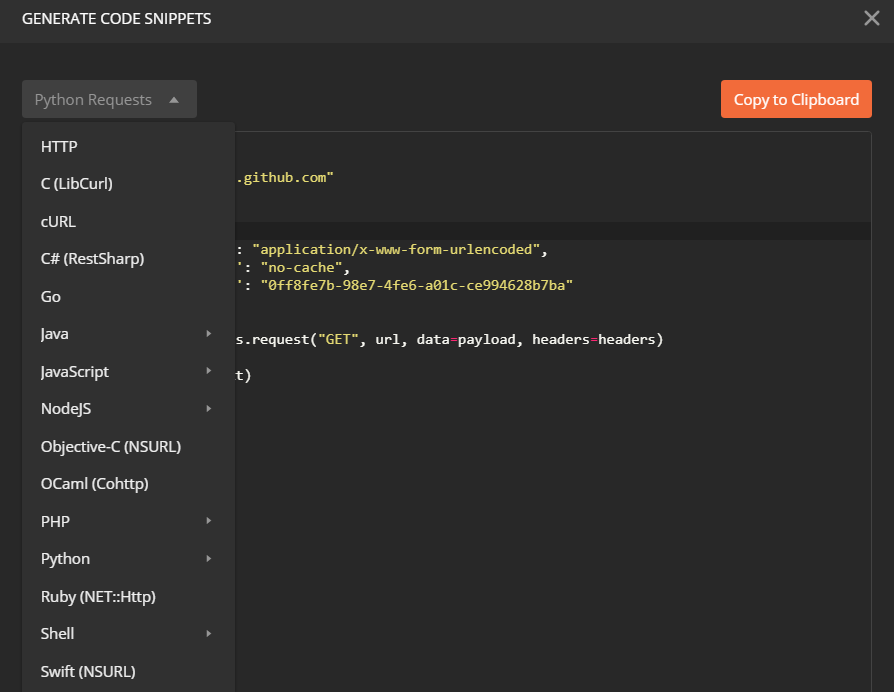 GENERATE CODE SNIPPETS
Python Requests
Copy to Clipboard
HTTP
C (LibCurl)
cURL
C# (RestSharp)
Go
Java
JavaScript
NodeJS
Objective-C (NSURL)
OCaml (Cohttp)
PHP
Python
Ruby (NET::Http)
Shell
Swift (NSURL)
.github.com"
: "application/x-www-form-urlencoded",
': "no-cache",
': "0ff8fe7b-98e7-4fe6-a01c-ce994628b7ba"
s.request("GET", url, data=payload, headers=headers)
t)